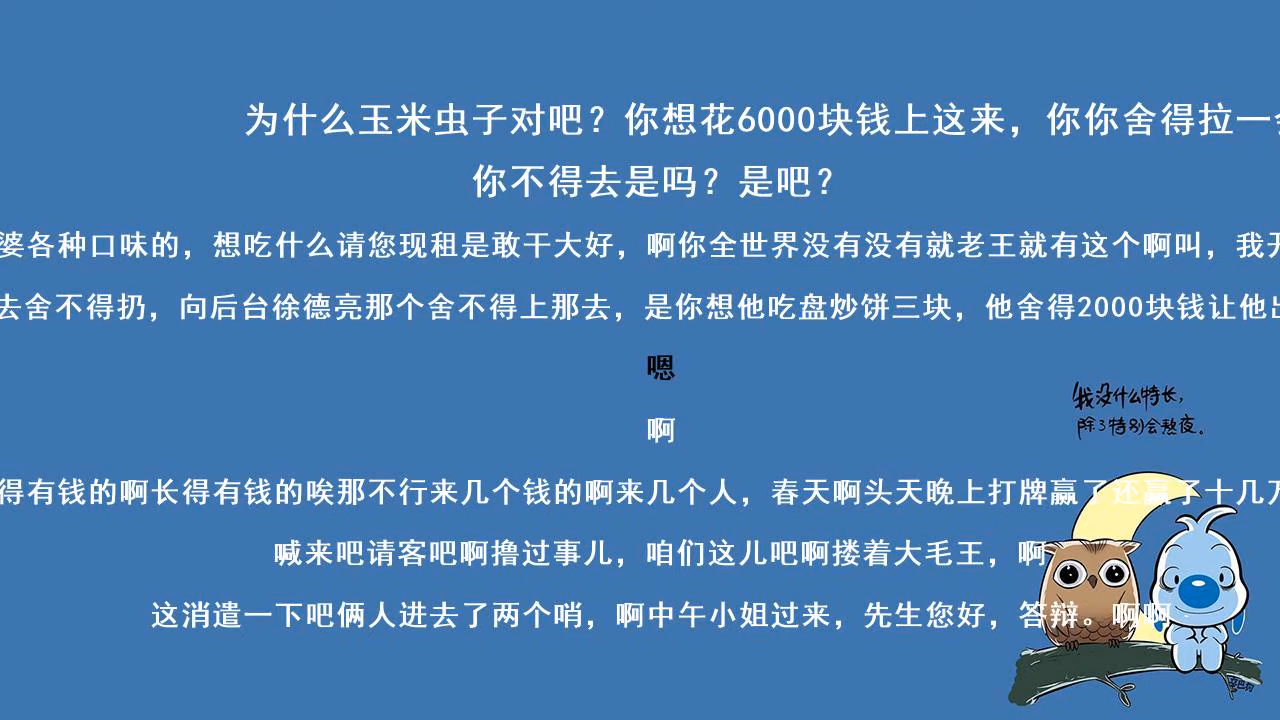 为什么玉米虫子对吧？你想花6000块钱上这来，你你舍得拉一
你不得去是吗？是吧？
婆各种口味的，想吃什么请您现租是敢干大好，啊你全世界没有没有就老王就有这个啊叫，我开
去舍不得扔，向后台徐德亮那个舍不得上那去，是你想他吃盘炒饼三块，他舍得2000块钱让他出
嗯
啊
我没什么特长，
除了特别会熬夜。
得有钱的啊长得有钱的唉那不行来几个钱的啊来几个人，春天啊头天晚上打牌赢了还赢了十几万
喊来吧请客吧啊撸过事儿，咱们这儿吧啊搂着大毛王，啊
这消遣一下吧俩人进去了两个哨，啊中午小姐过来，先生您好，答辩。啊啊